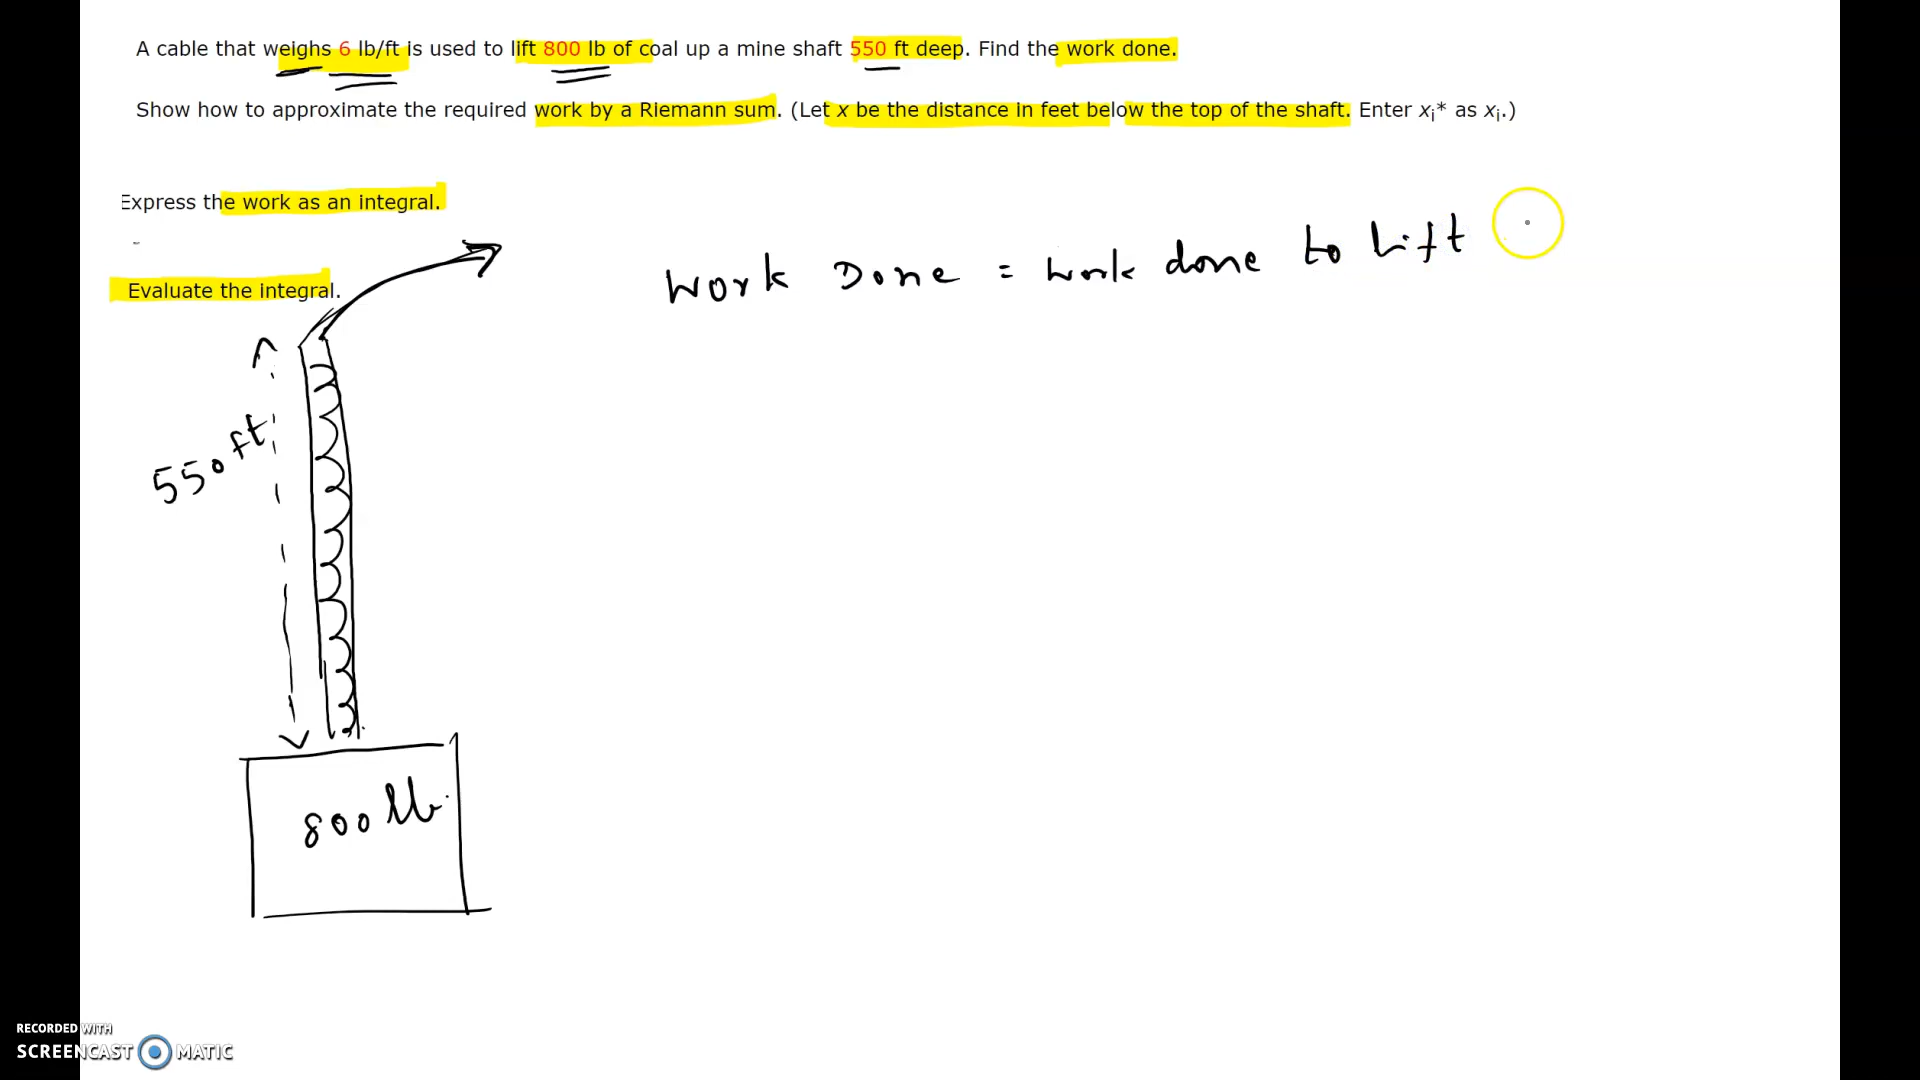 A cable that weighs 6 lb/ft is used to lift 800 lb of coal up a mine shaft 550 ft deep. Find the work done.
Show how to approximate the required work by a Riemann sum. (Let x be the distance in feet below the top of the shaft. Enter xᵢ* as xᵢ.)
Express the work as an integral.
Work Done = work done to lift
Evaluate the integral.
550ft
800 lb
RECORDED WITH
SCREENCAST MATIC